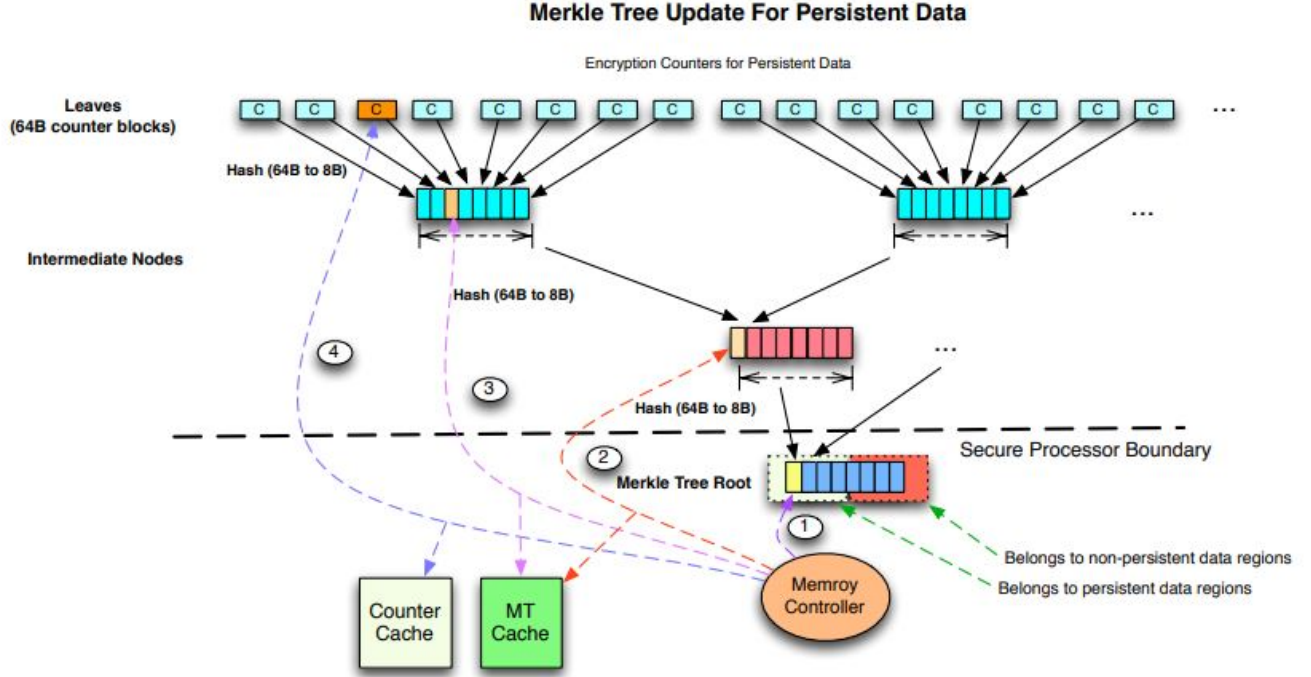 Merkle Tree Update For Persistent Data
Encryption Counters for Persistent Data
Leaves
(64B counter blocks)
C C C C C C C C C C C C C C C C ...
Hash (64B to 8B)
...
Intermediate Nodes
Hash (64B to 8B)
4
...
3
Hash (64B to 8B)
2
Secure Processor Boundary
Merkle Tree Root
1
Belongs to non-persistent data regions
Belongs to persistent data regions
Counter
Cache
MT
Cache
Memroy
Controller